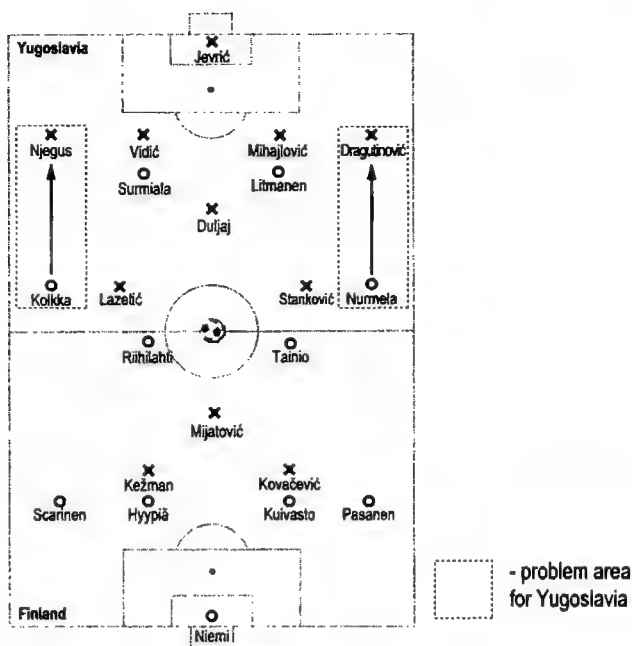 Yugoslavia
Jevrić
Njegus Vidić Mihajlović Dragutinović
Surmiala Litmanen
Duljaj
Kolkka Lazetić Stanković Nurmela
Riihilahti Tainio
Mijatović
Kežman Kovačević
Scarinen Hyypiä Kuivasto Pasanen
- problem area
for Yugoslavia
Finland
Niemi